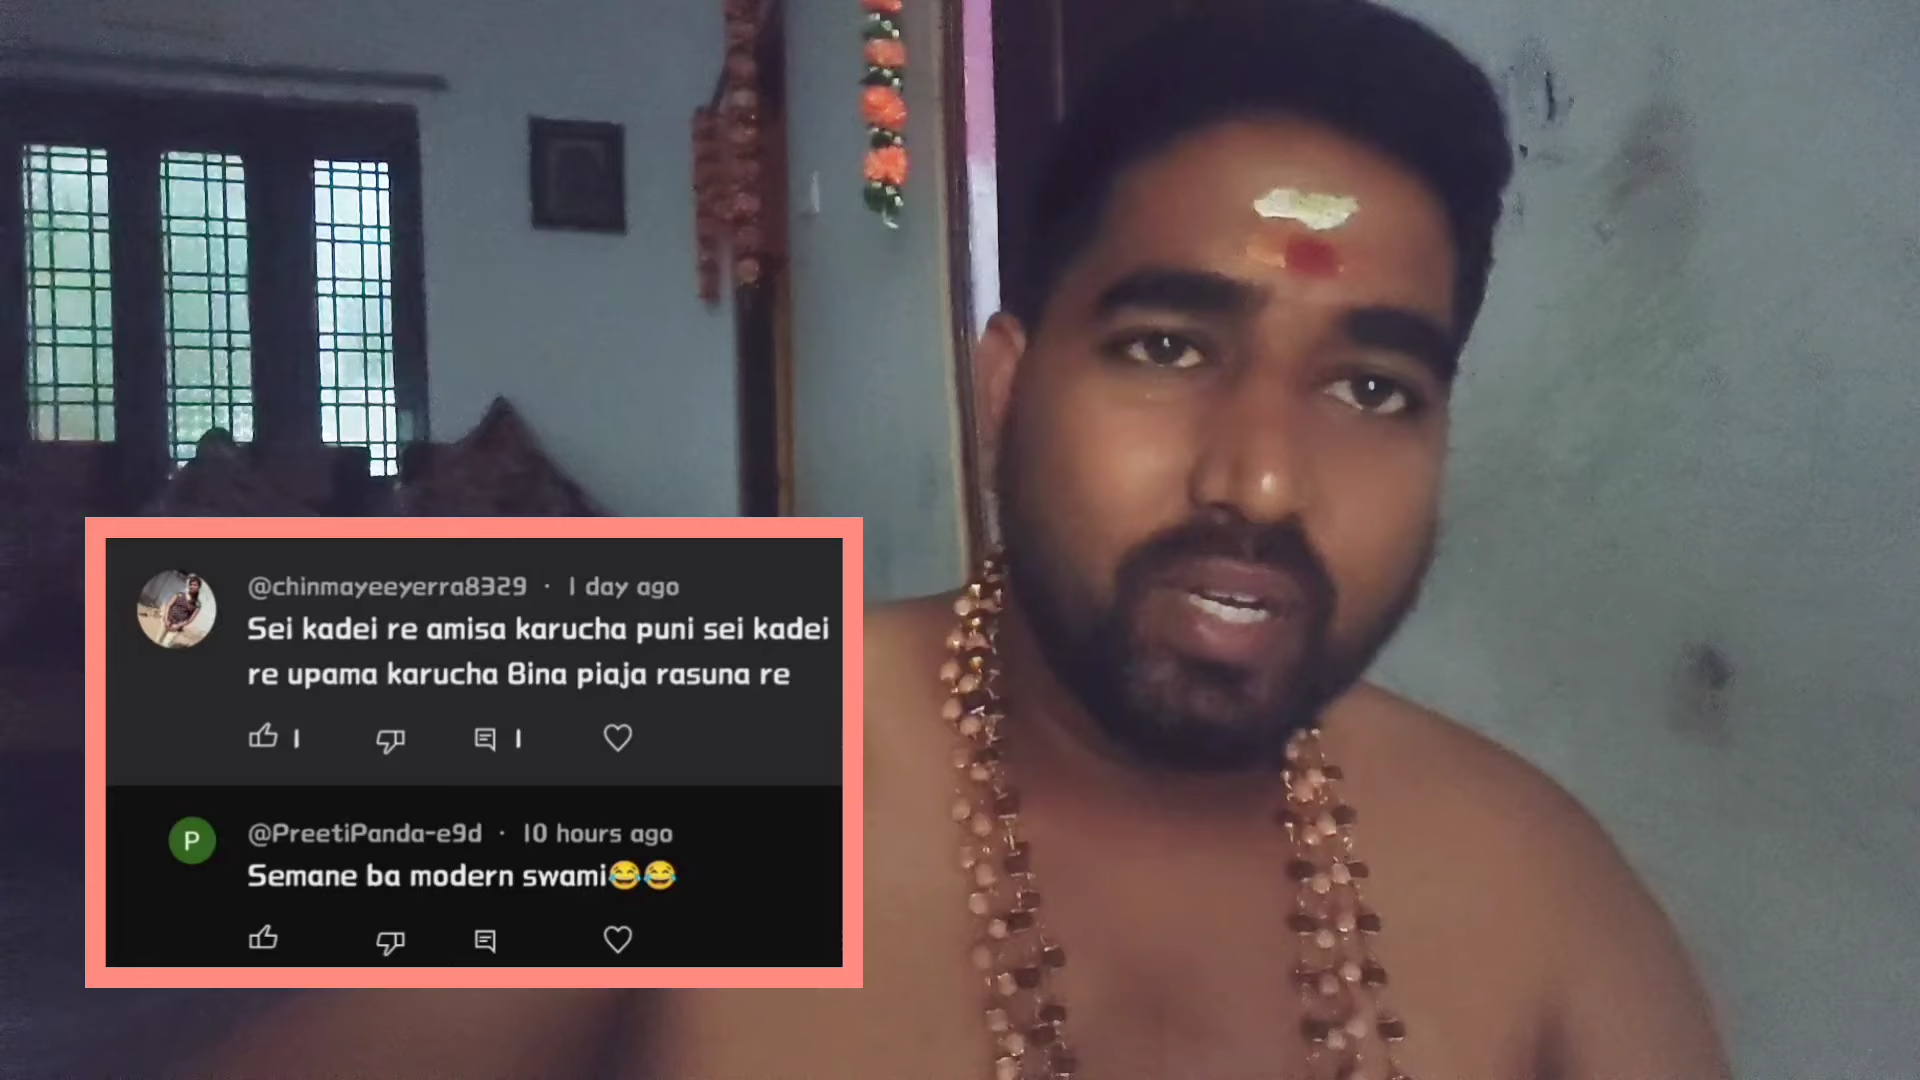 @chinmayeeyerra8329 · 1 day ago
Sei kadei re amisa karucha puni sei kadei
re upama karucha Bina piaja rasuna re
1 1
P @PreetiPanda-e9d · 10 hours ago
Semane ba modern swami😂😂